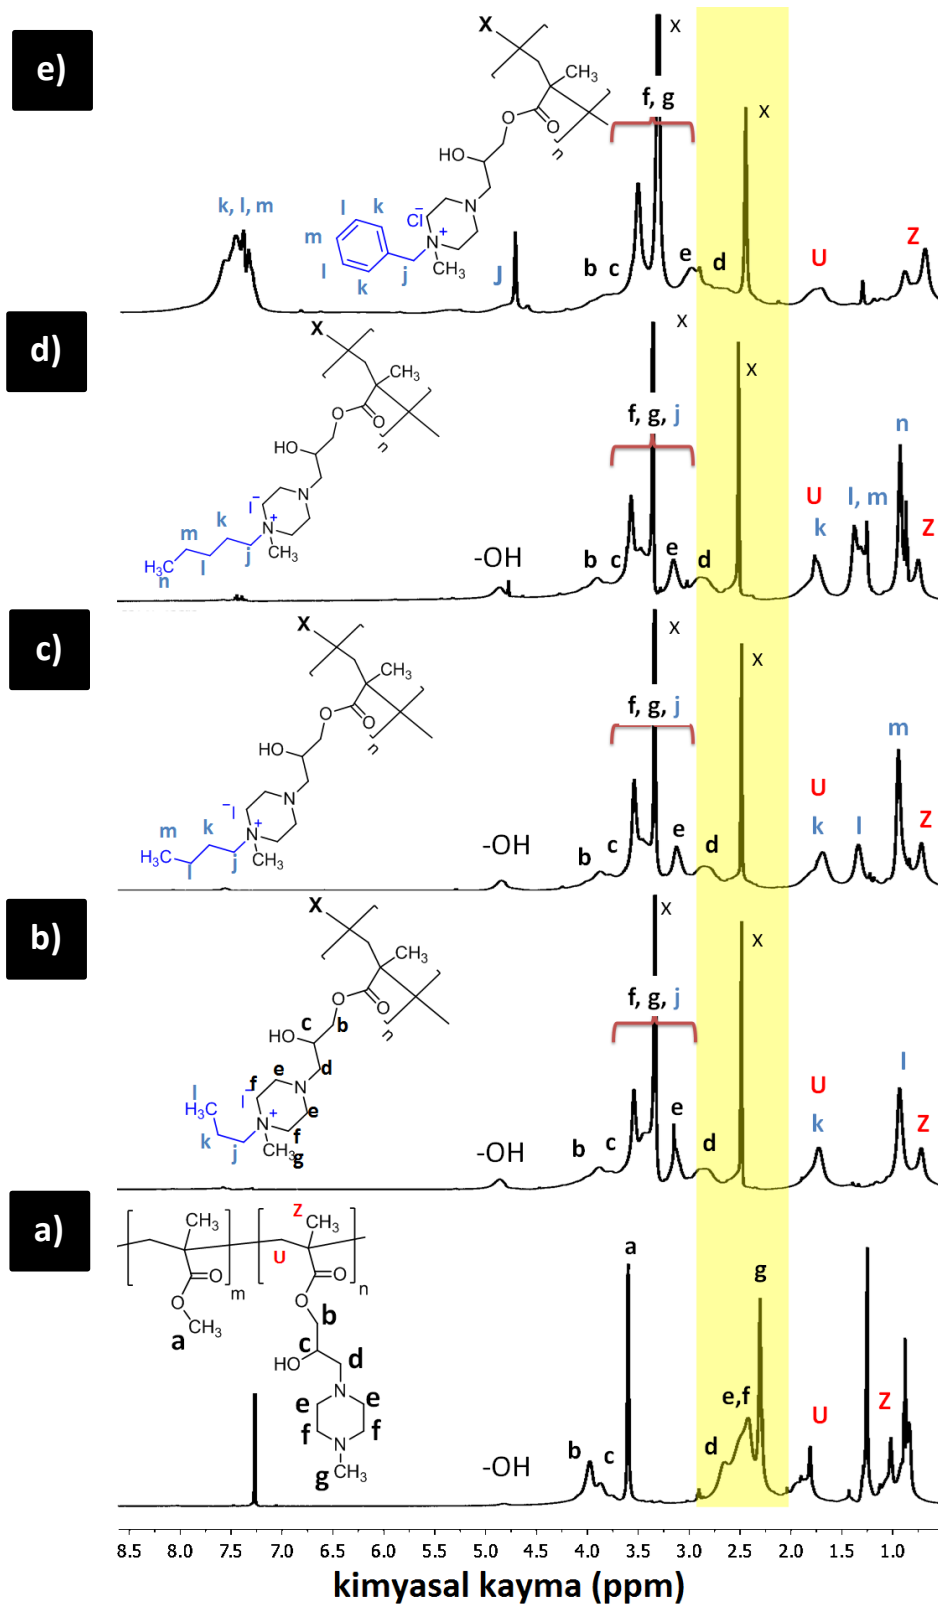 e)
X
x
CH₃
f, g
x
O
O
n
HO
k, l, m
N
l
k
Cl⁻
m
N⁺
U
Z
l
CH₃
J
b
c
e
d
k
j
d)
X
x
CH₃
x
O
O
f, g, j
n
n
HO
U
l, m
I⁻
N
k
Z
m
k
N⁺
H₃C
l
j
CH₃
-OH
b
c
e
d
n
c)
X
x
CH₃
x
O
O
f, g, j
n
m
HO
U
⁻I
N
k
l
Z
m
k
N⁺
H₃C
l
j
CH₃
-OH
b
c
e
d
b)
X
x
CH₃
x
O
O
f, g, j
c
b
n
HO
l
e
d
U
l
f
I⁻
N
k
Z
H₃C
N⁺
e
k
j
CH₃
f
g
-OH
b
c
e
d
a)
CH₃
Z
CH₃
U
a
O
m
O
n
g
O
O
b
a
CH₃
c
HO
d
e,f
Z
N
U
e
e
f
f
d
N
-OH
b
c
g
CH₃
8.5 8.0 7.5 7.0 6.5 6.0 5.5 5.0 4.5 4.0 3.5 3.0 2.5 2.0 1.5 1.0
kimyasal kayma (ppm)